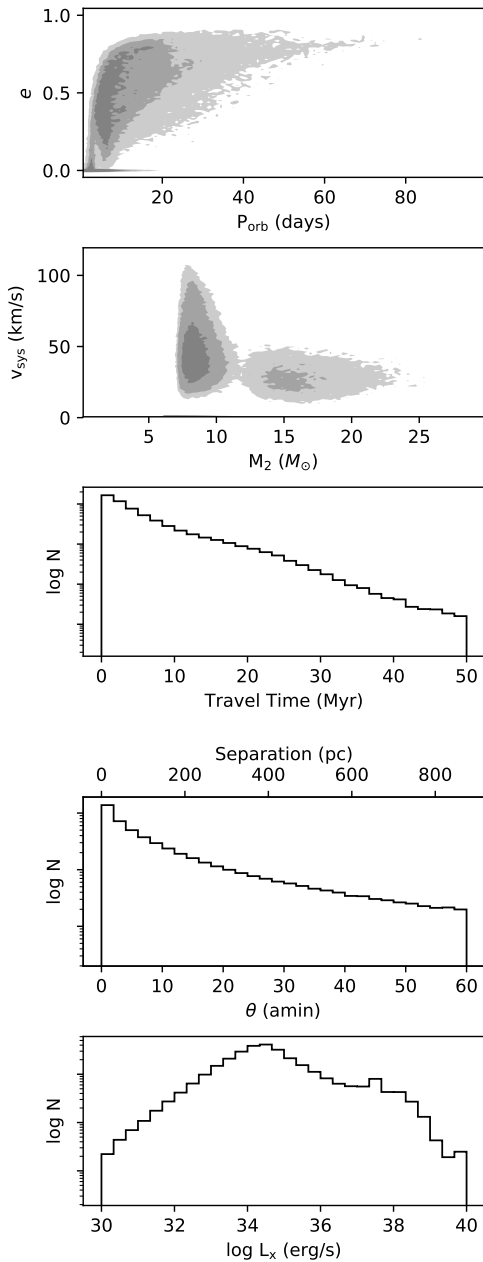 1.0
0.5
0.0
e
20 40 60 80
P_orb (days)
100
50
0
v_sys (km/s)
5 10 15 20 25
M_2 (M_⊙)
log N
0 10 20 30 40 50
Travel Time (Myr)
Separation (pc)
0 200 400 600 800
log N
0 10 20 30 40 50 60
θ (amin)
log N
30 32 34 36 38 40
log L_x (erg/s)